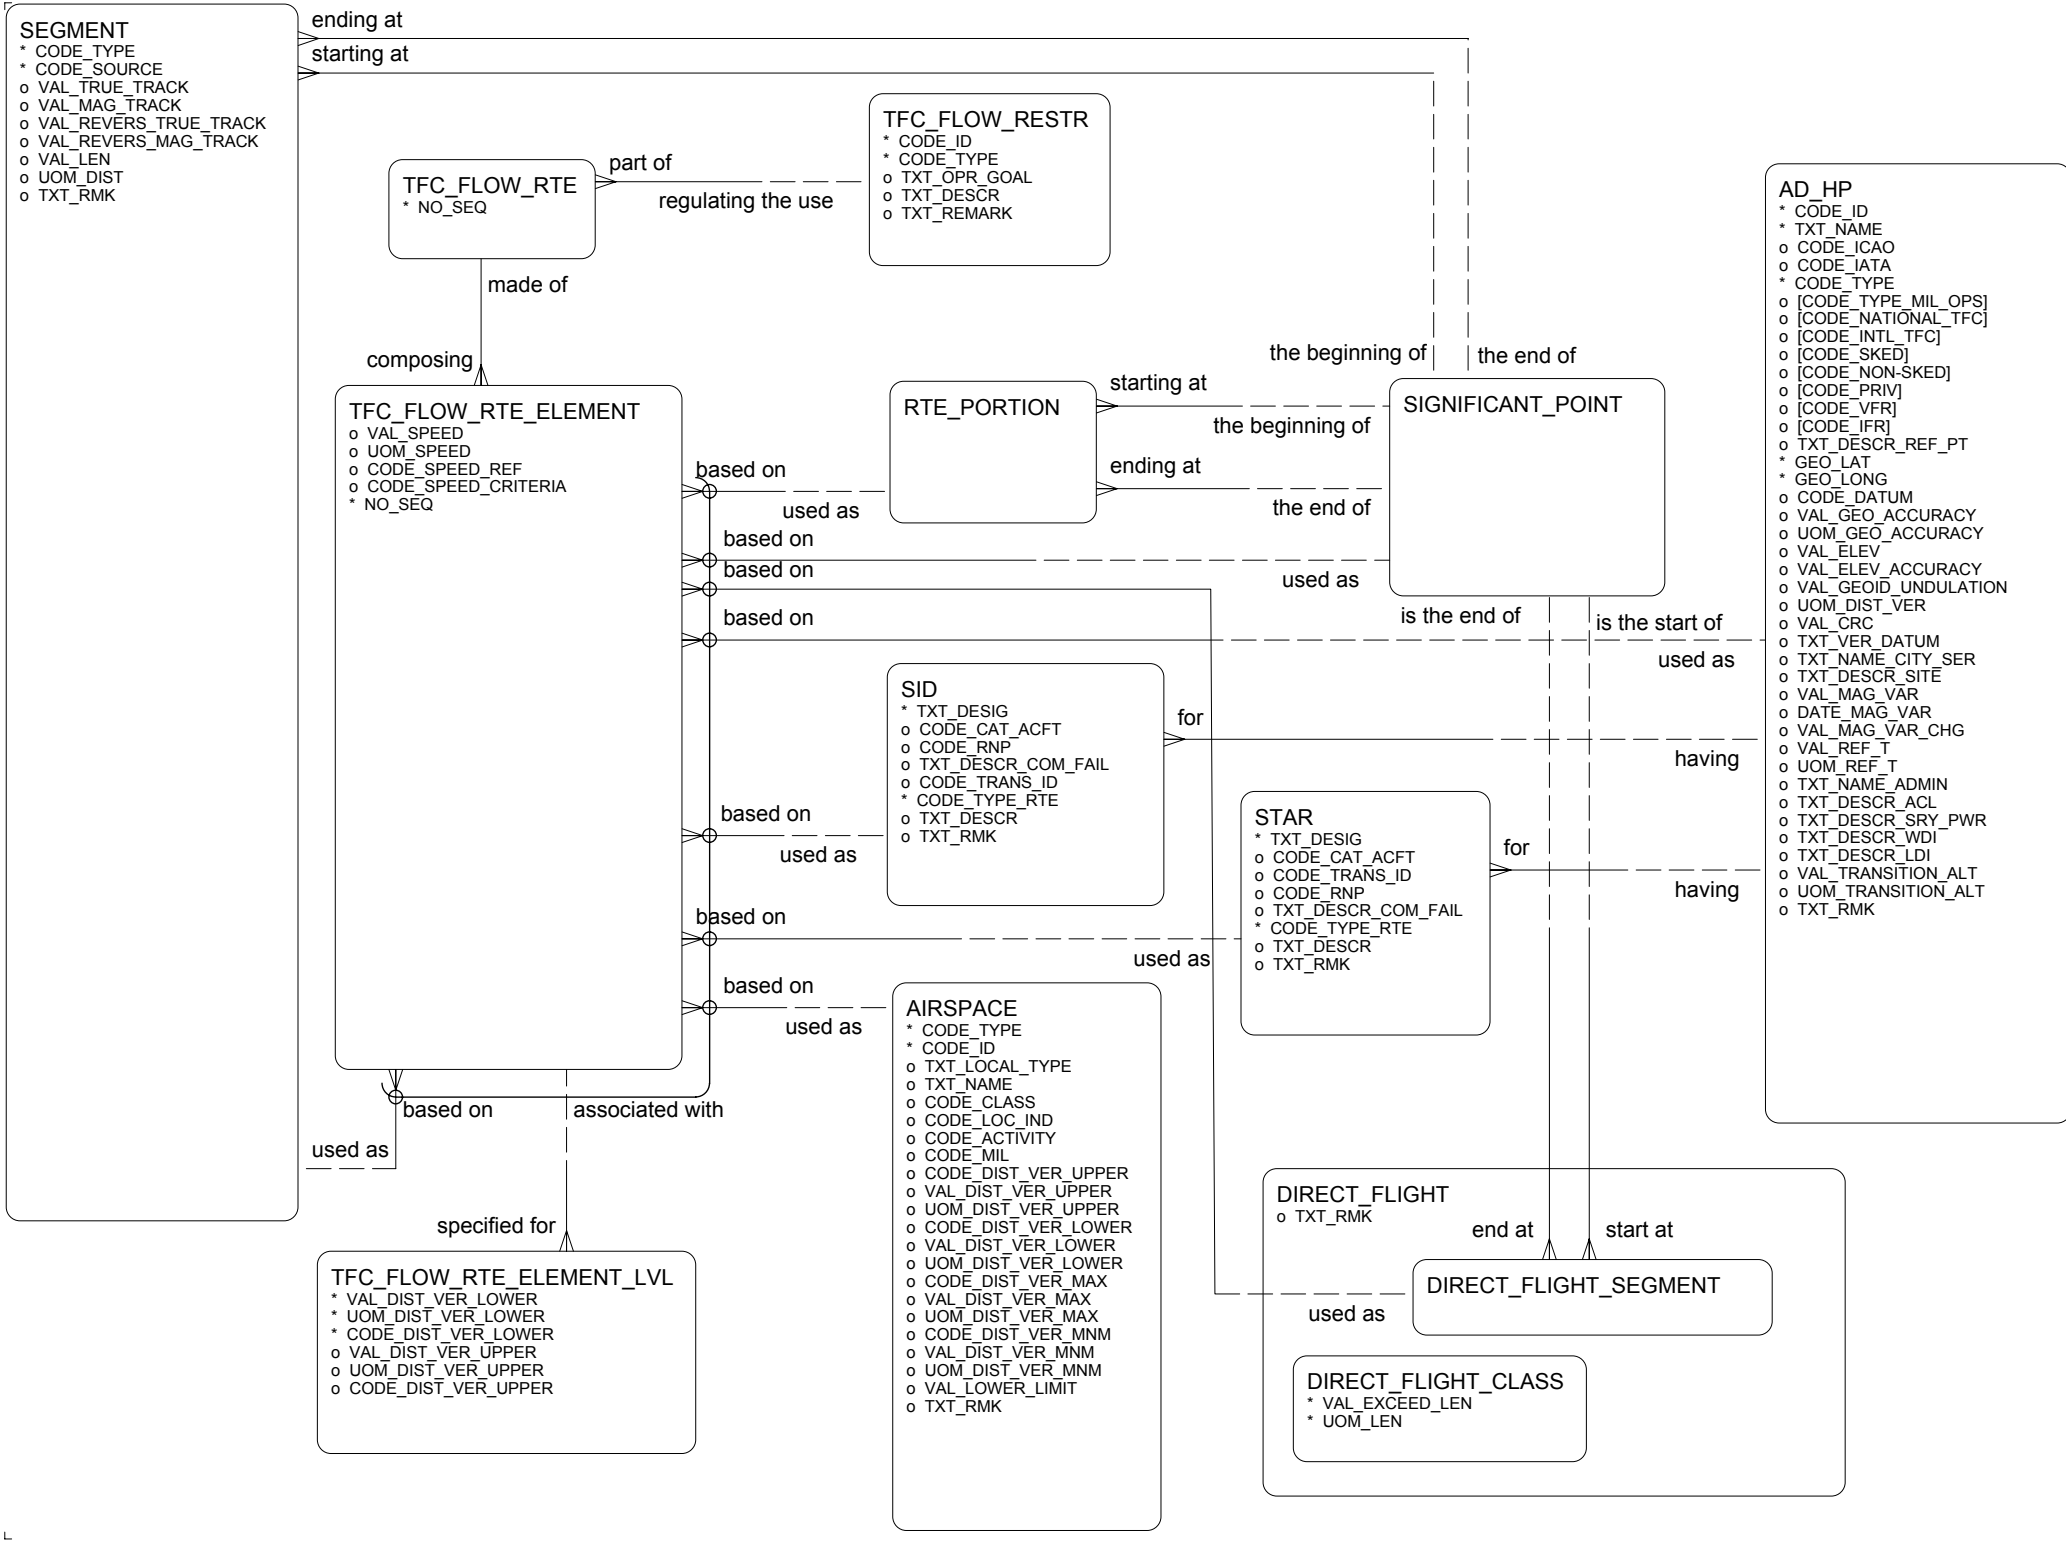 SEGMENT
* CODE_TYPE
* CODE_SOURCE
o VAL_TRUE_TRACK
o VAL_MAG_TRACK
o VAL_REVERS_TRUE_TRACK
o VAL_REVERS_MAG_TRACK
o VAL_LEN
o UOM_DIST
o TXT_RMK
ending at
starting at
TFC_FLOW_RTE
* NO_SEQ
part of
regulating the use
TFC_FLOW_RESTR
* CODE_ID
* CODE_TYPE
o TXT_OPR_GOAL
o TXT_DESCR
o TXT_REMARK
made of
composing
the beginning of
the end of
TFC_FLOW_RTE_ELEMENT
o VAL_SPEED
o UOM_SPEED
o CODE_SPEED_REF
o CODE_SPEED_CRITERIA
* NO_SEQ
RTE_PORTION
starting at
the beginning of
ending at
the end of
SIGNIFICANT_POINT
based on
used as
based on
used as
based on
based on
is the end of
is the start of
used as
AD_HP
* CODE_ID
* TXT_NAME
o CODE_ICAO
o CODE_IATA
* CODE_TYPE
o [CODE_TYPE_MIL_OPS]
o [CODE_NATIONAL_TFC]
o [CODE_INTL_TFC]
o [CODE_SKED]
o [CODE_NON-SKED]
o [CODE_PRIV]
o [CODE_VFR]
o [CODE_IFR]
o TXT_DESCR_REF_PT
* GEO_LAT
* GEO_LONG
o CODE_DATUM
o VAL_GEO_ACCURACY
o UOM_GEO_ACCURACY
o VAL_ELEV
o VAL_ELEV_ACCURACY
o VAL_GEOID_UNDULATION
o UOM_DIST_VER
o VAL_CRC
o TXT_VER_DATUM
o TXT_NAME_CITY_SER
o TXT_DESCR_SITE
o VAL_MAG_VAR
o DATE_MAG_VAR
o VAL_MAG_VAR_CHG
o VAL_REF_T
o UOM_REF_T
o TXT_NAME_ADMIN
o TXT_DESCR_ACL
o TXT_DESCR_SRY_PWR
o TXT_DESCR_WDI
o TXT_DESCR_LDI
o VAL_TRANSITION_ALT
o UOM_TRANSITION_ALT
o TXT_RMK
SID
* TXT_DESIG
o CODE_CAT_ACFT
o CODE_RNP
o TXT_DESCR_COM_FAIL
o CODE_TRANS_ID
* CODE_TYPE_RTE
o TXT_DESCR
o TXT_RMK
for
having
based on
used as
STAR
* TXT_DESIG
o CODE_CAT_ACFT
o CODE_TRANS_ID
o CODE_RNP
o TXT_DESCR_COM_FAIL
* CODE_TYPE_RTE
o TXT_DESCR
o TXT_RMK
for
having
based on
used as
based on
used as
AIRSPACE
* CODE_TYPE
* CODE_ID
o TXT_LOCAL_TYPE
o TXT_NAME
o CODE_CLASS
o CODE_LOC_IND
o CODE_ACTIVITY
o CODE_MIL
o CODE_DIST_VER_UPPER
o VAL_DIST_VER_UPPER
o UOM_DIST_VER_UPPER
o CODE_DIST_VER_LOWER
o VAL_DIST_VER_LOWER
o UOM_DIST_VER_LOWER
o CODE_DIST_VER_MAX
o VAL_DIST_VER_MAX
o UOM_DIST_VER_MAX
o CODE_DIST_VER_MNM
o VAL_DIST_VER_MNM
o UOM_DIST_VER_MNM
o VAL_LOWER_LIMIT
o TXT_RMK
based on
associated with
used as
specified for
TFC_FLOW_RTE_ELEMENT_LVL
* VAL_DIST_VER_LOWER
* UOM_DIST_VER_LOWER
* CODE_DIST_VER_LOWER
o VAL_DIST_VER_UPPER
o UOM_DIST_VER_UPPER
o CODE_DIST_VER_UPPER
DIRECT_FLIGHT
o TXT_RMK
end at
start at
DIRECT_FLIGHT_SEGMENT
used as
DIRECT_FLIGHT_CLASS
* VAL_EXCEED_LEN
* UOM_LEN